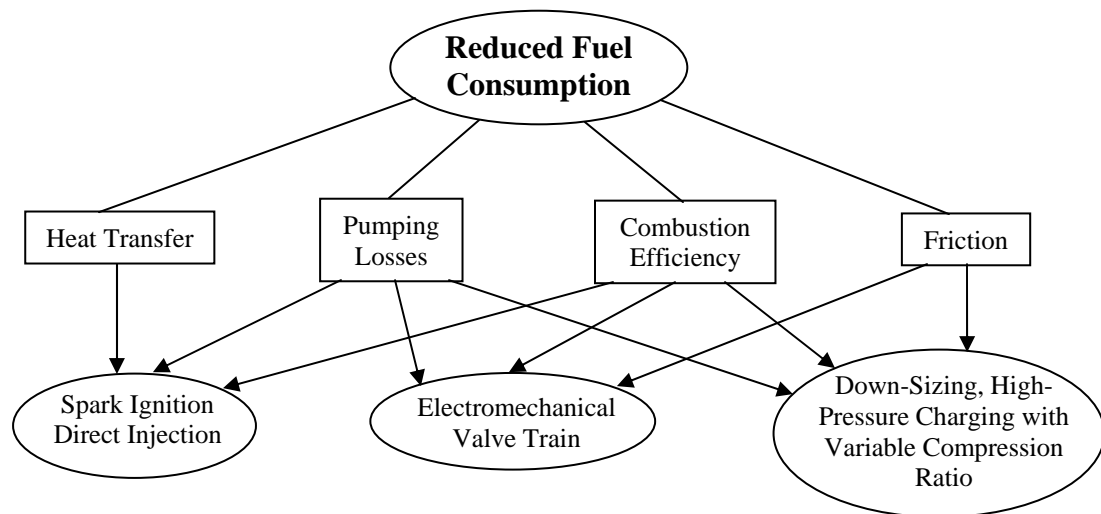 Reduced Fuel
Consumption
Heat Transfer
Pumping
Losses
Combustion
Efficiency
Friction
Spark Ignition
Direct Injection
Electromechanical
Valve Train
Down-Sizing, High-
Pressure Charging with
Variable Compression
Ratio